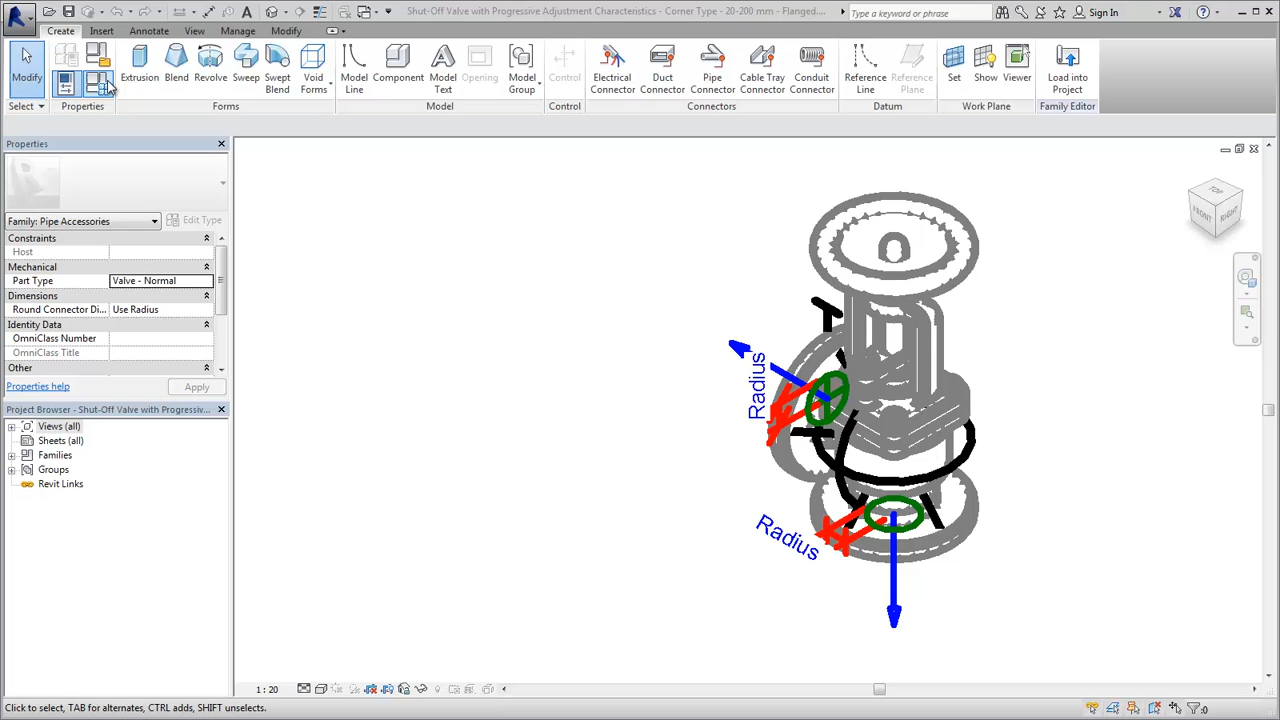 Shut-Off Valve with Progressive Adjustment Characteristics - Corner Type - 20-200 mm - Flanged....
Type a keyword or phrase
Sign In
Create
Insert
Annotate
View
Manage
Modify
Modify
Extrusion
Blend
Revolve
Sweep
Swept Blend
Void Forms
Model Line
Component
Model Text
Opening
Model Group
Control
Electrical Connector
Duct Connector
Pipe Connector
Cable Tray Connector
Conduit Connector
Reference Line
Reference Plane
Set
Show
Viewer
Load into Project
Select
Properties
Forms
Model
Control
Connectors
Datum
Work Plane
Family Editor
Properties
Family: Pipe Accessories
Edit Type
Constraints
Host
Mechanical
Part Type Valve - Normal
Dimensions
Round Connector Di... Use Radius
Identity Data
OmniClass Number
OmniClass Title
Other
Properties help
Apply
Project Browser - Shut-Off Valve with Progressiv...
Views (all)
Sheets (all)
Families
Groups
Revit Links
TOP
FRONT
RIGHT
Radius
Radius
1 : 20
Click to select, TAB for alternates, CTRL adds, SHIFT unselects.
:0